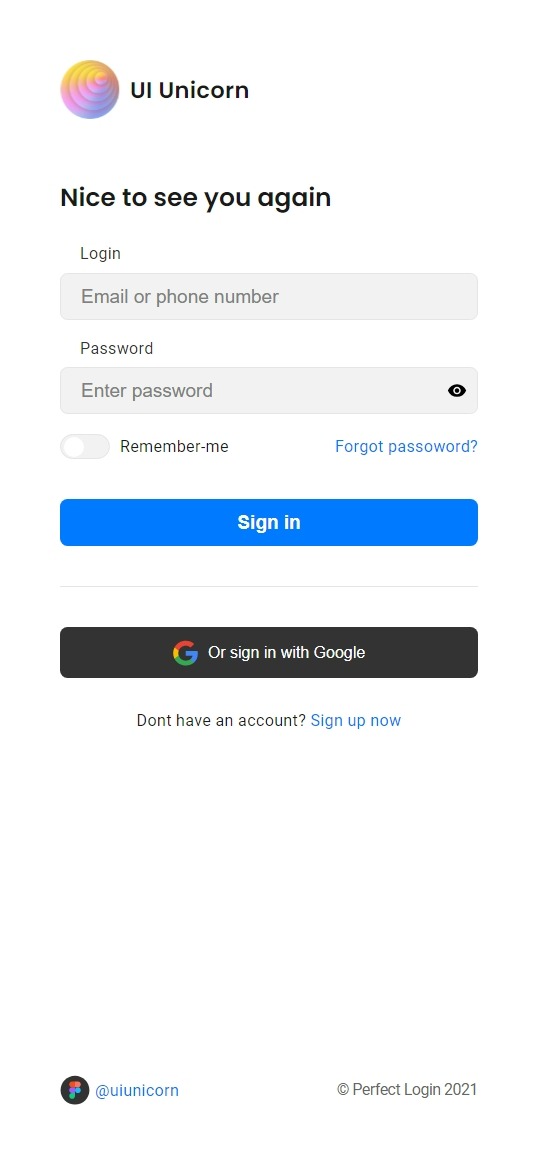 UI Unicorn
Nice to see you again
Login
Email or phone number
Password
Enter password
Remember-me
Forgot passoword?
Sign in
Or sign in with Google
Dont have an account? Sign up now
@uiunicorn
© Perfect Login 2021